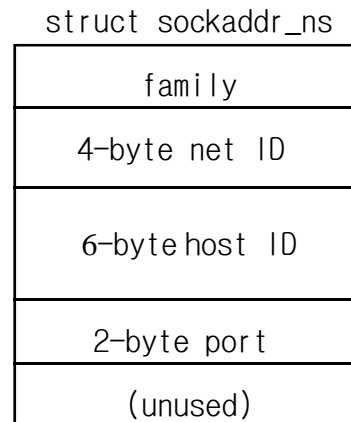 struct sockaddr_ns
family
4-byte net ID
6-byte host ID
2-byte port
(unused)